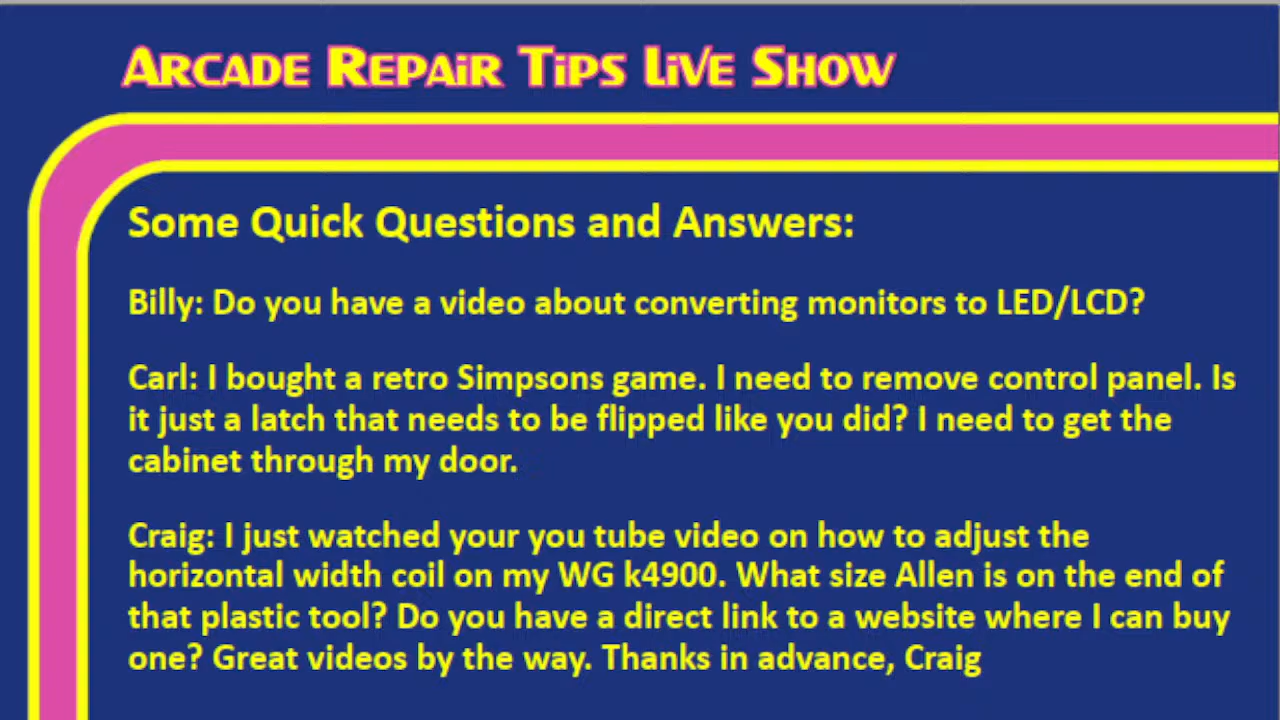 Arcade Repair Tips Live Show
Some Quick Questions and Answers:
Billy: Do you have a video about converting monitors to LED/LCD?
Carl: I bought a retro Simpsons game. I need to remove control panel. Is
it just a latch that needs to be flipped like you did? I need to get the
cabinet through my door.
Craig: I just watched your you tube video on how to adjust the
horizontal width coil on my WG k4900. What size Allen is on the end of
that plastic tool? Do you have a direct link to a website where I can buy
one? Great videos by the way. Thanks in advance, Craig